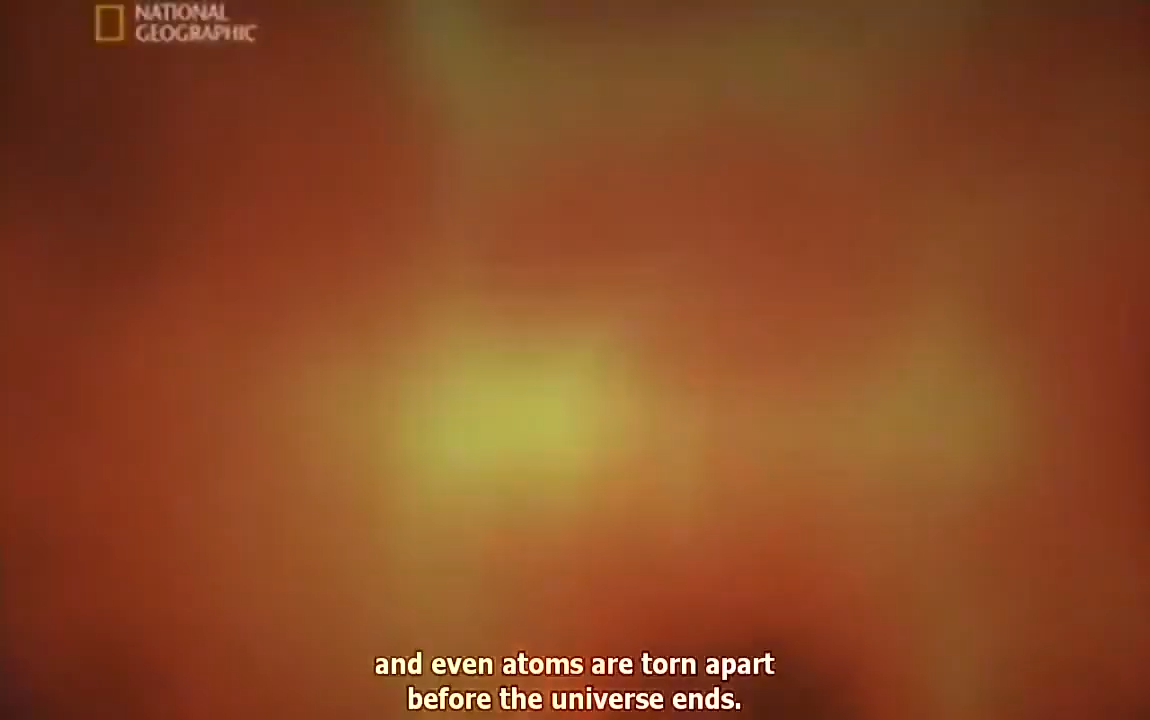 NATIONAL
GEOGRAPHIC
and even atoms are torn apart
before the universe ends.